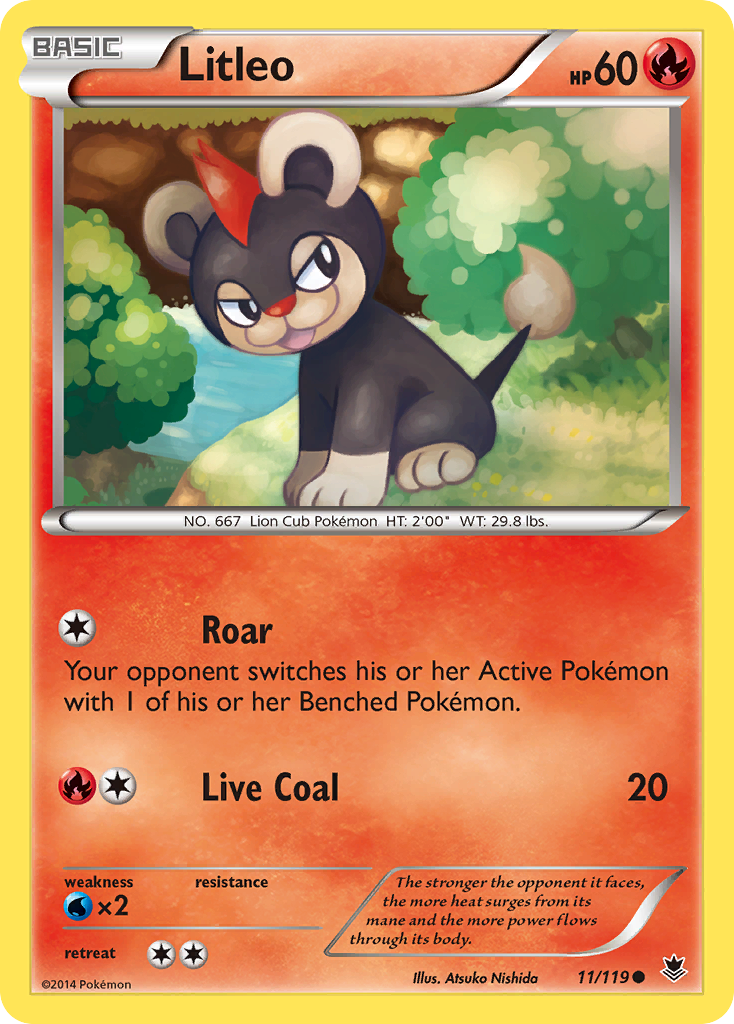 BASIC
Litleo
HP60
NO. 667 Lion Cub Pokémon HT: 2'00" WT: 29.8 lbs.
Roar
Your opponent switches his or her Active Pokémon
with 1 of his or her Benched Pokémon.
Live Coal 20
weakness resistance
×2
retreat
The stronger the opponent it faces,
the more heat surges from its
mane and the more power flows
through its body.
©2014 Pokémon
Illus. Atsuko Nishida
11/119